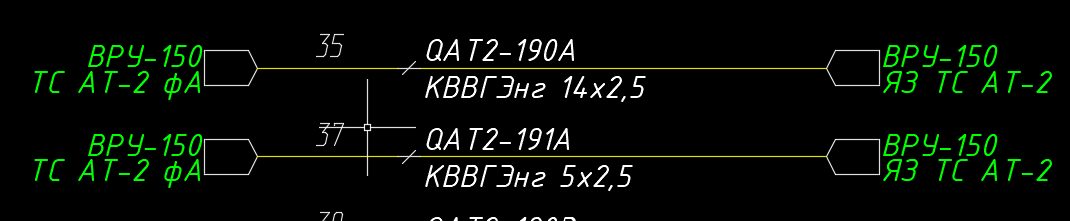 35
ВРУ-150 QAT2-190A ВРУ-150
ТС АТ-2 фА КВВГЭнг 14х2,5 ЯЗ ТС АТ-2
37
ВРУ-150 QAT2-191A ВРУ-150
ТС АТ-2 фА КВВГЭнг 5х2,5 ЯЗ ТС АТ-2